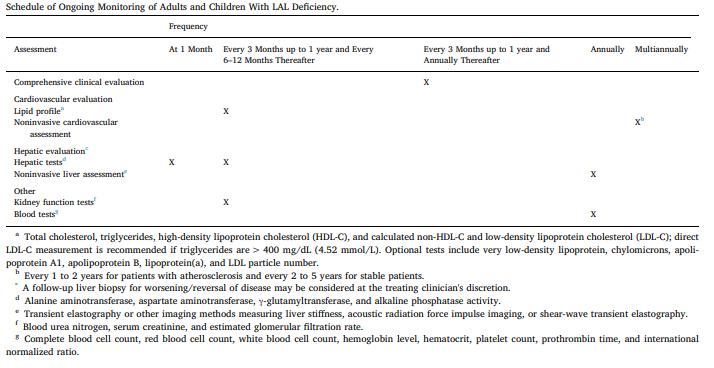 Schedule of Ongoing Monitoring of Adults and Children With LAL Deficiency.
Frequency
Assessment At 1 Month Every 3 Months up to 1 year and Every 6–12 Months Thereafter Every 3 Months up to 1 year and Annually Thereafter Annually Multiannually
Comprehensive clinical evaluation X
Cardiovascular evaluation
Lipid profile a X
Noninvasive cardiovascular assessment X b
Hepatic evaluation c
Hepatic tests d X X
Noninvasive liver assessment e X
Other
Kidney function tests f X
Blood tests g X
a Total cholesterol, triglycerides, high-density lipoprotein cholesterol (HDL-C), and calculated non-HDL-C and low-density lipoprotein cholesterol (LDL-C); direct
LDL-C measurement is recommended if triglycerides are > 400 mg/dL (4.52 mmol/L). Optional tests include very low-density lipoprotein, chylomicrons, apoli-
poprotein A1, apolipoprotein B, lipoprotein(a), and LDL particle number.
b Every 1 to 2 years for patients with atherosclerosis and every 2 to 5 years for stable patients.
c A follow-up liver biopsy for worsening/reversal of disease may be considered at the treating clinician's discretion.
d Alanine aminotransferase, aspartate aminotransferase, γ-glutamyltransferase, and alkaline phosphatase activity.
e Transient elastography or other imaging methods measuring liver stiffness, acoustic radiation force impulse imaging, or shear-wave transient elastography.
f Blood urea nitrogen, serum creatinine, and estimated glomerular filtration rate.
g Complete blood cell count, red blood cell count, white blood cell count, hemoglobin level, hematocrit, platelet count, prothrombin time, and international
normalized ratio.